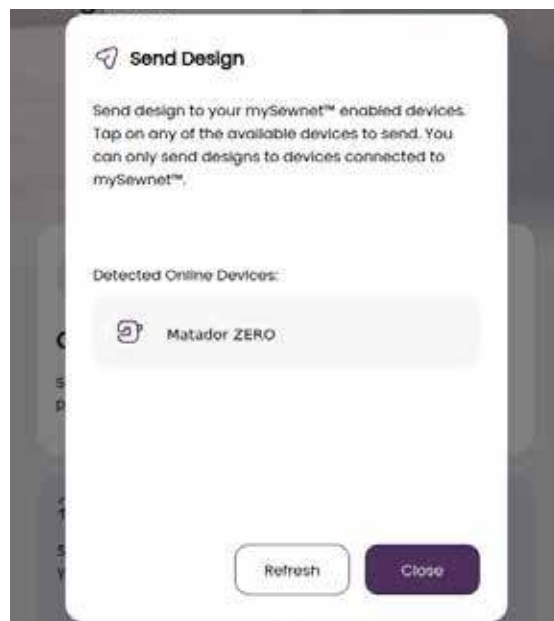 Send Design
Send design to your mySewnet™ enabled devices.
Tap on any of the available devices to send. You
can only send designs to devices connected to
mySewnet™.
Detected Online Devices:
Matador ZERO
Refresh
Close